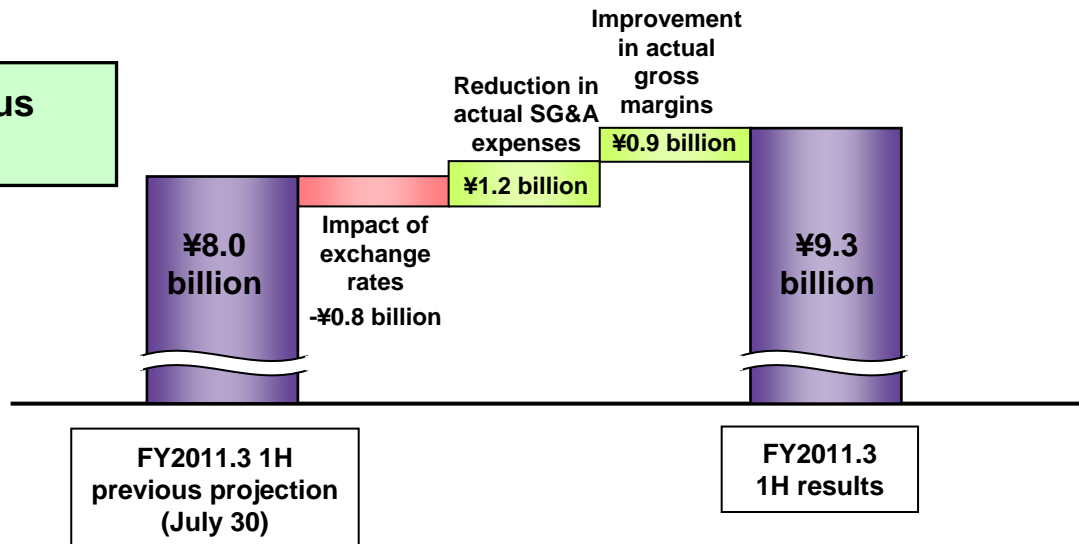 Improvement
in actual
gross
margins
Reduction in
actual SG&A
expenses
¥0.9 billion
¥1.2 billion
¥8.0
billion
Impact of
exchange
rates
-¥0.8 billion
¥9.3
billion
FY2011.3 1H
previous projection
(July 30)
FY2011.3
1H results